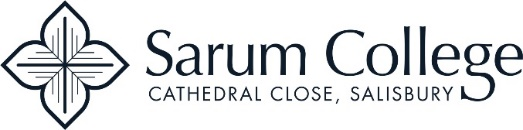 Sarum College
CATHEDRAL CLOSE, SALISBURY